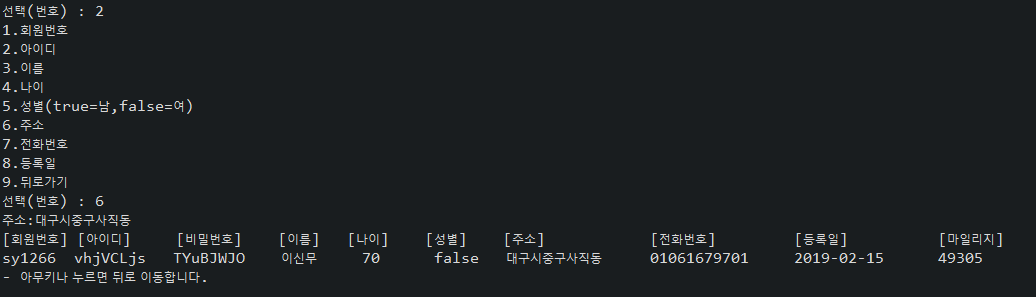 선택(번호) : 2
1.회원번호
2.아이디
3.이름
4.나이
5.성별(true=남,false=여)
6.주소
7.전화번호
8.등록일
9.뒤로가기
선택(번호) : 6
주소:대구시중구사직동
[회원번호] [아이디] [비밀번호] [이름] [나이] [성별] [주소] [전화번호] [등록일] [마일리지]
sy1266 vhjVCLjs TYuBJWJO 이신무 70 false 대구시중구사직동 01061679701 2019-02-15 49305
- 아무키나 누르면 뒤로 이동합니다.